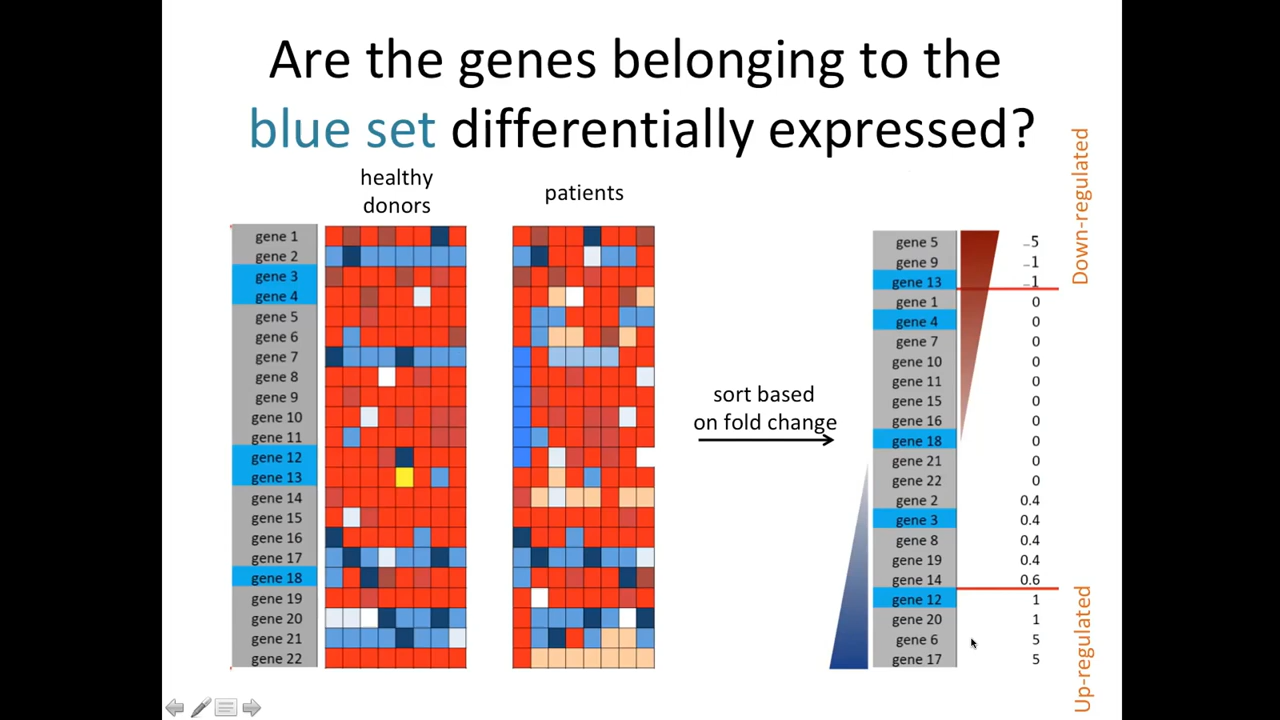 Are the genes belonging to the
blue set differentially expressed?
healthy
donors
patients
gene 1
gene 2
gene 3
gene 4
gene 5
gene 6
gene 7
gene 8
gene 9
gene 10
gene 11
gene 12
gene 13
gene 14
gene 15
gene 16
gene 17
gene 18
gene 19
gene 20
gene 21
gene 22
sort based
on fold change
gene 5 –5
gene 9 –1
gene 13 –1
gene 1 0
gene 4 0
gene 7 0
gene 10 0
gene 11 0
gene 15 0
gene 16 0
gene 18 0
gene 21 0
gene 22 0
gene 2 0.4
gene 3 0.4
gene 8 0.4
gene 19 0.4
gene 14 0.6
gene 12 1
gene 20 1
gene 6 5
gene 17 5
Down-regulated
Up-regulated